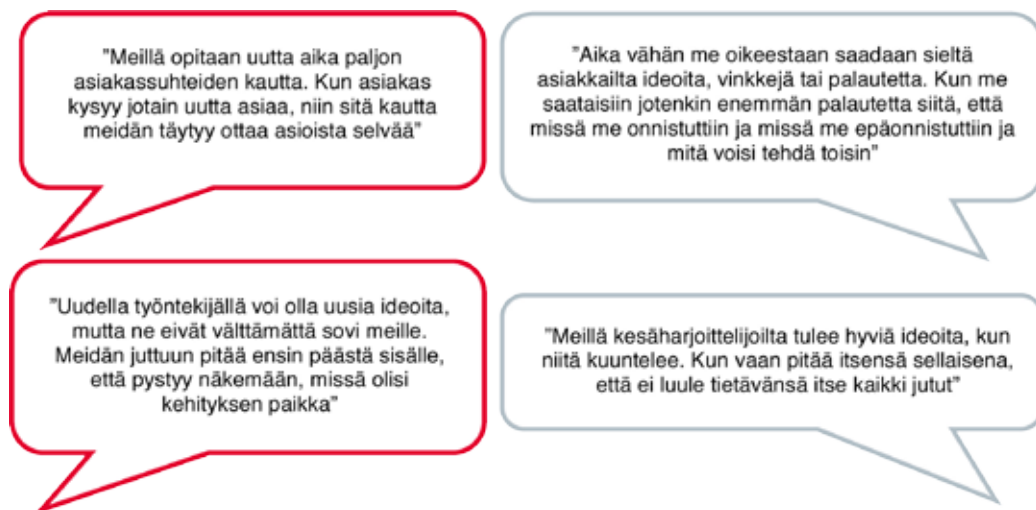 "Meillä opitaan uutta aika paljon
asiakassuhteiden kautta. Kun asiakas
kysyy jotain uutta asiaa, niin sitä kautta
meidän täytyy ottaa asioista selvää"
"Aika vähän me oikeestaan saadaan sieltä
asiakkailta ideoita, vinkkejä tai palautetta. Kun me
saataisiin jotenkin enemmän palautetta siitä, että
missä me onnistuttiin ja missä me epäonnistuttiin ja
mitä voisi tehdä toisin"
"Uudella työntekijällä voi olla uusia ideoita,
mutta ne eivät välttämättä sovi meille.
Meidän juttuun pitää ensin päästä sisälle,
että pystyy näkemään, missä olisi
kehityksen paikka"
"Meillä kesäharjoittelijoilta tulee hyviä ideoita, kun
niitä kuuntelee. Kun vaan pitää itsensä sellaisena,
että ei luule tietävänsä itse kaikki jutut"